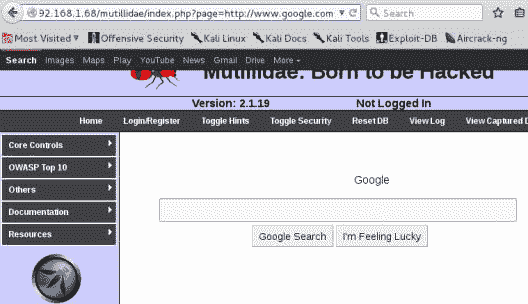 92.168.1.68/mutillidae/index.php?page=http://www.google.com
Search
Most Visited Offensive Security Kali Linux Kali Docs Kali Tools Exploit-DB Aircrack-ng
Search Images Maps Play YouTube News Gmail Drive More
Mutillidae: Born to be Hacked
Version: 2.1.19 Not Logged In
Home Login/Register Toggle Hints Toggle Security Reset DB View Log View Captured D
Core Controls
OWASP Top 10
Others
Documentation
Resources
Google
Google Search I'm Feeling Lucky